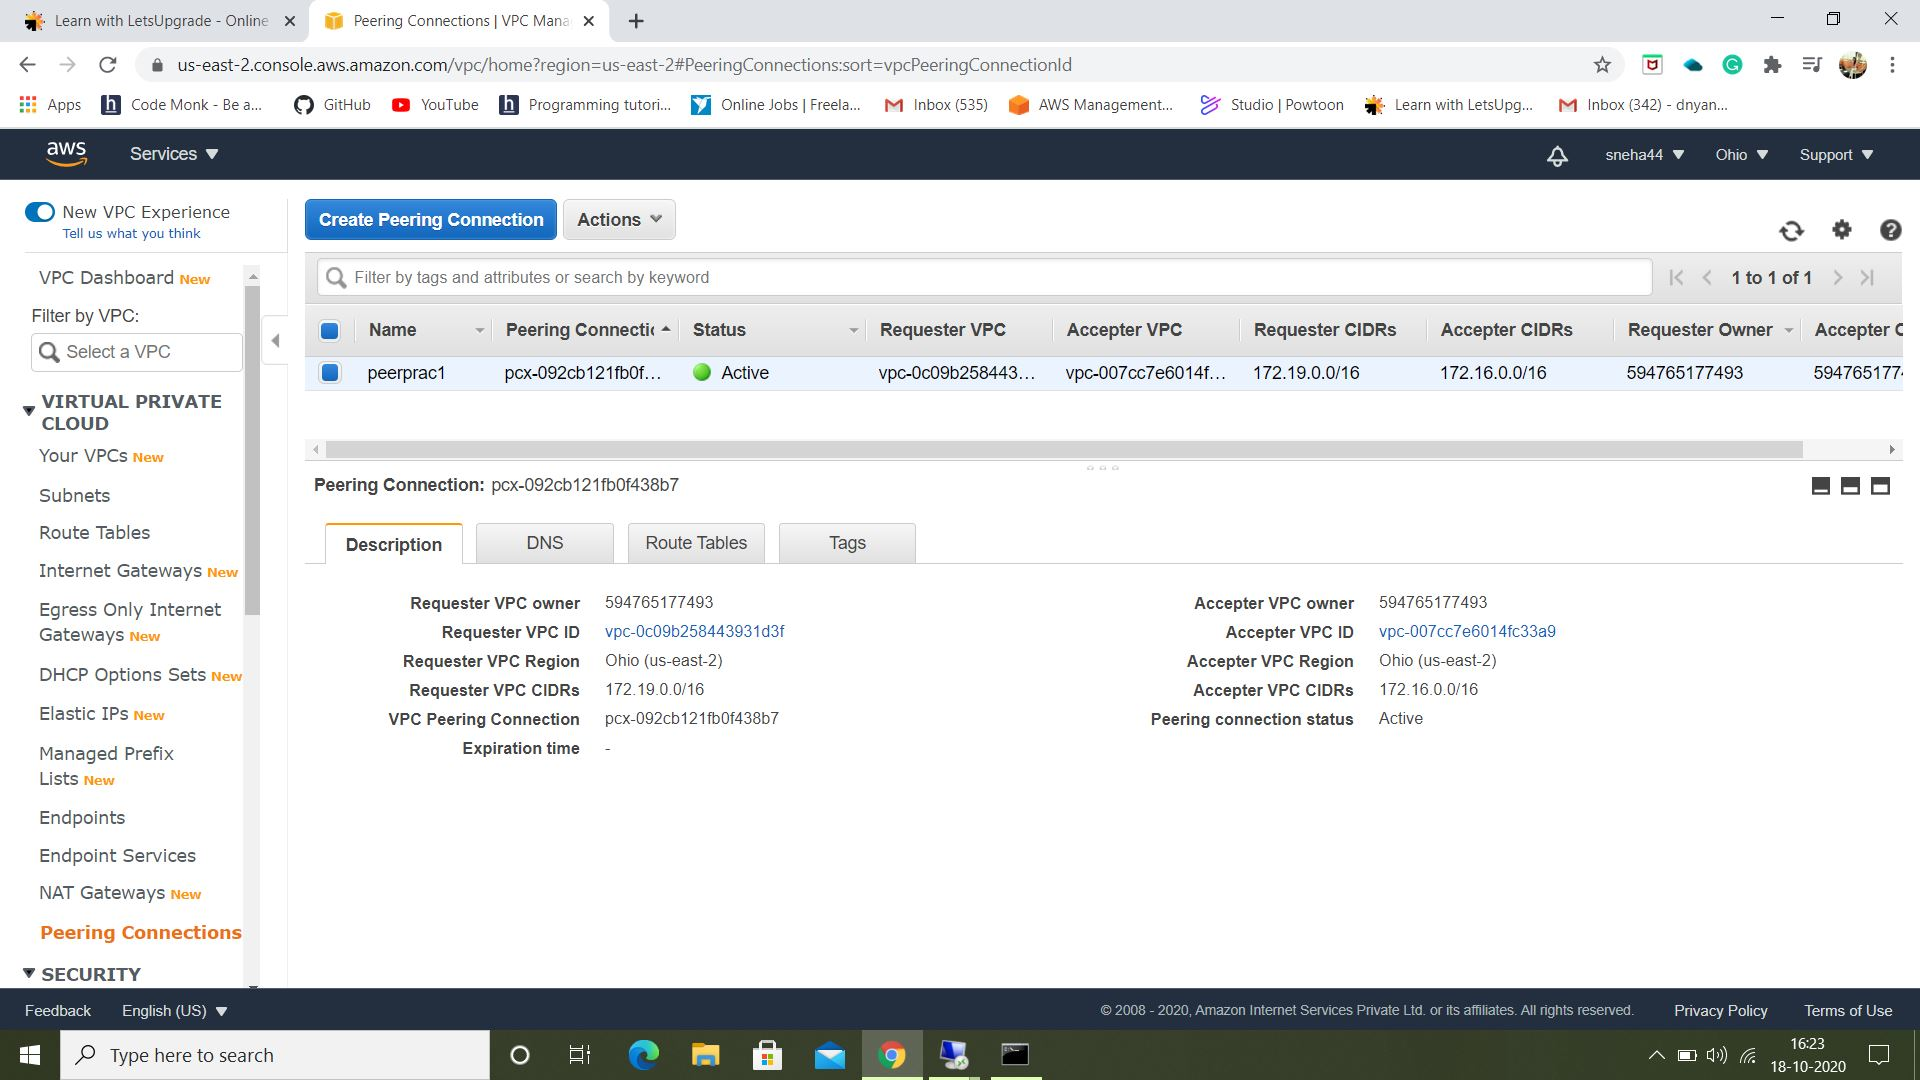 Learn with LetsUpgrade - Online
Peering Connections | VPC Mana
us-east-2.console.aws.amazon.com/vpc/home?region=us-east-2#PeeringConnections:sort=vpcPeeringConnectionId
Apps
Code Monk - Be a...
GitHub
YouTube
Programming tutori...
Online Jobs | Freela...
Inbox (535)
AWS Management...
Studio | Powtoon
Learn with LetsUpg...
Inbox (342) - dnyan...
aws
Services
sneha44
Ohio
Support
New VPC Experience
Tell us what you think
VPC Dashboard New
Filter by VPC:
Select a VPC
VIRTUAL PRIVATE
CLOUD
Your VPCs New
Subnets
Route Tables
Internet Gateways New
Egress Only Internet
Gateways New
DHCP Options Sets New
Elastic IPs New
Managed Prefix
Lists New
Endpoints
Endpoint Services
NAT Gateways New
Peering Connections
SECURITY
Create Peering Connection
Actions
Filter by tags and attributes or search by keyword
1 to 1 of 1
Name Peering Connectic Status Requester VPC Accepter VPC Requester CIDRs Accepter CIDRs Requester Owner Accepter O
peerprac1 pcx-092cb121fb0f... Active vpc-0c09b258443... vpc-007cc7e6014f... 172.19.0.0/16 172.16.0.0/16 594765177493 594765177
Peering Connection: pcx-092cb121fb0f438b7
Description
DNS
Route Tables
Tags
Requester VPC owner 594765177493
Requester VPC ID vpc-0c09b258443931d3f
Requester VPC Region Ohio (us-east-2)
Requester VPC CIDRs 172.19.0.0/16
VPC Peering Connection pcx-092cb121fb0f438b7
Expiration time -
Accepter VPC owner 594765177493
Accepter VPC ID vpc-007cc7e6014fc33a9
Accepter VPC Region Ohio (us-east-2)
Accepter VPC CIDRs 172.16.0.0/16
Peering connection status Active
Feedback
English (US)
© 2008 - 2020, Amazon Internet Services Private Ltd. or its affiliates. All rights reserved.
Privacy Policy
Terms of Use
Type here to search
16:23
18-10-2020